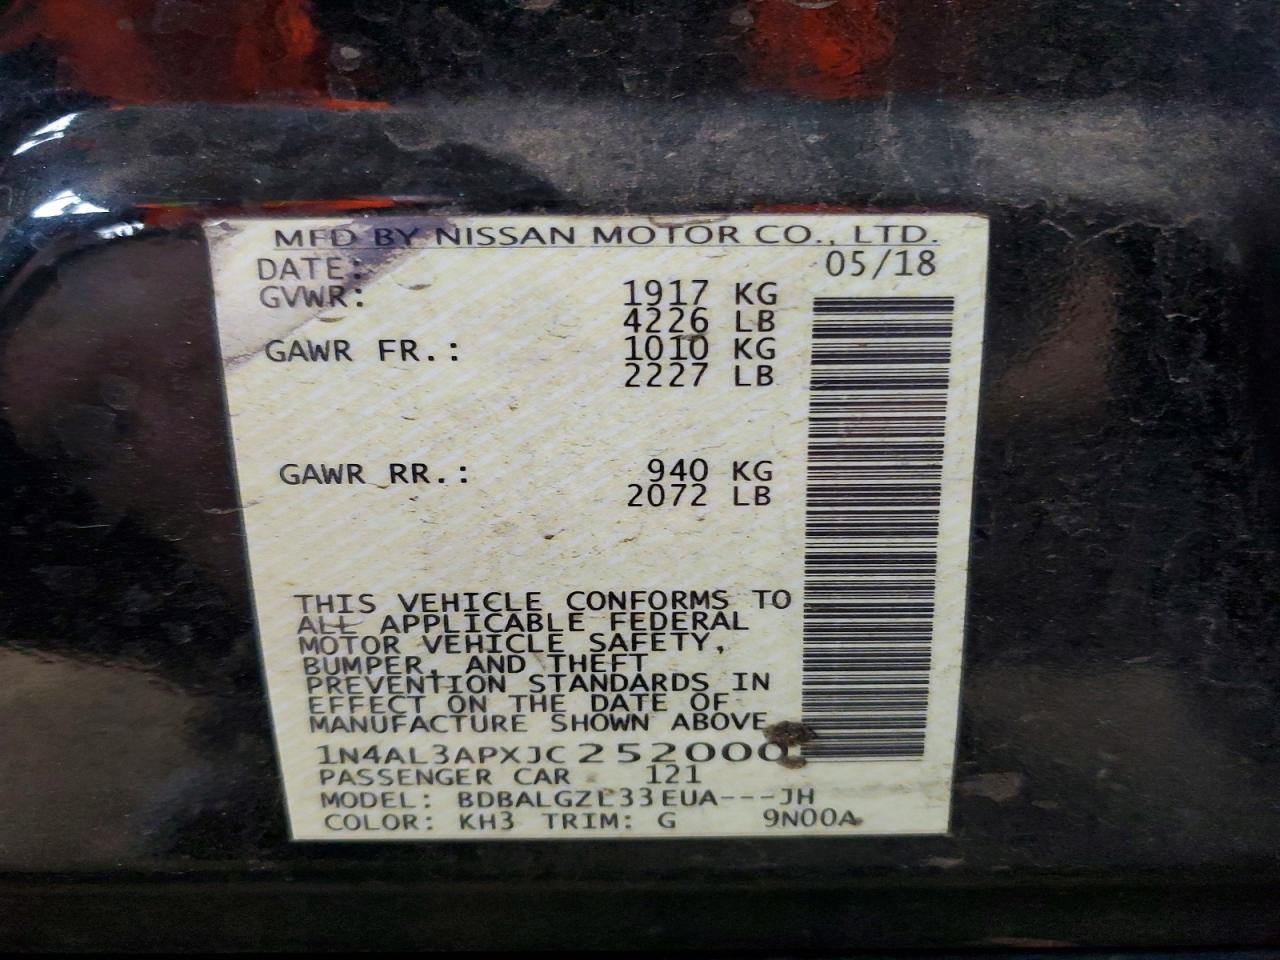 MFD BY NISSAN MOTOR CO., LTD.
DATE: 05/18
GVWR: 1917 KG
4226 LB
GAWR FR.: 1010 KG
2227 LB
GAWR RR.: 940 KG
2072 LB
THIS VEHICLE CONFORMS TO
ALL APPLICABLE FEDERAL
MOTOR VEHICLE SAFETY,
BUMPER, AND THEFT
PREVENTION STANDARDS IN
EFFECT ON THE DATE OF
MANUFACTURE SHOWN ABOVE
1N4AL3APXJC252000
PASSENGER CAR 121
MODEL: BDBALGZL33EUA---JH
COLOR: KH3 TRIM: G 9N00A